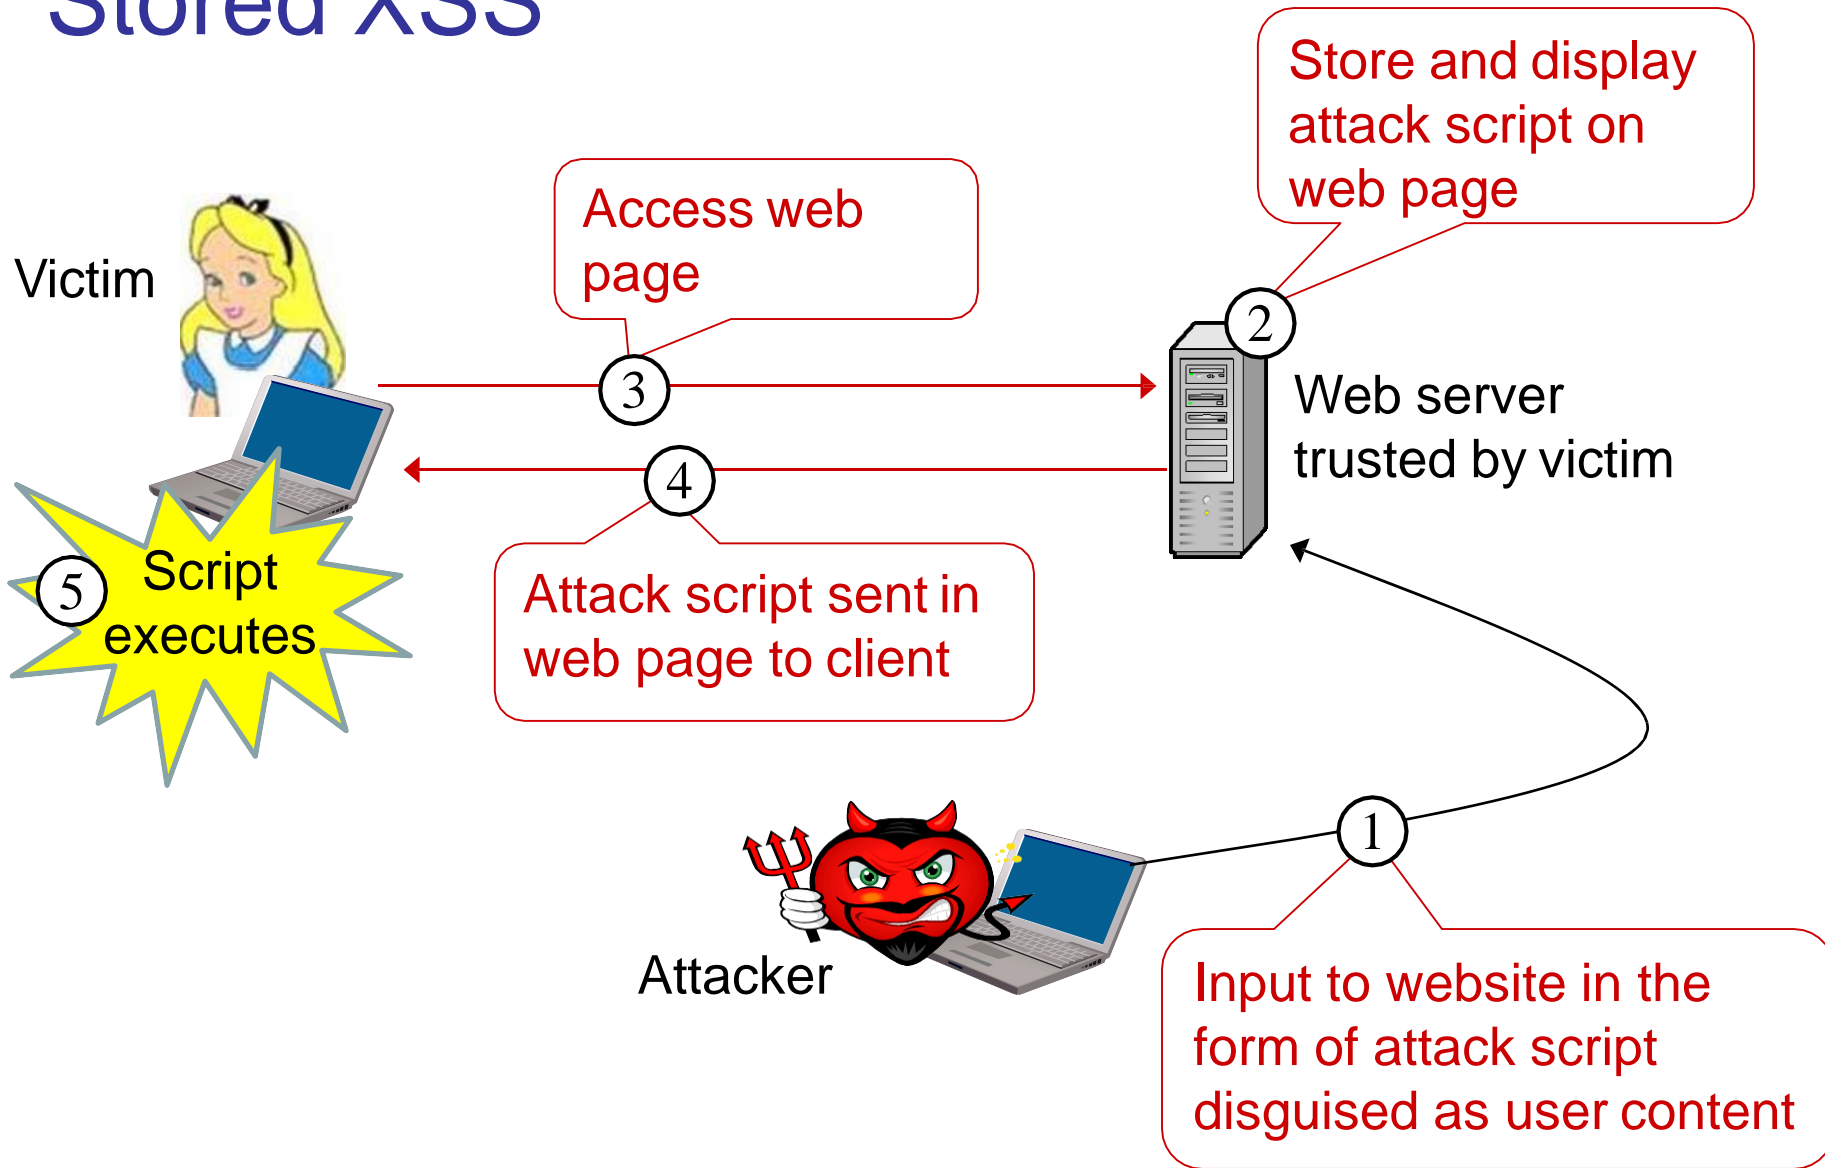 Stored XSS
Store and display
attack script on
web page
Access web
page
Victim
2
3
Web server
trusted by victim
4
Script
executes
5
Attack script sent in
web page to client
1
Attacker
Input to website in the
form of attack script
disguised as user content